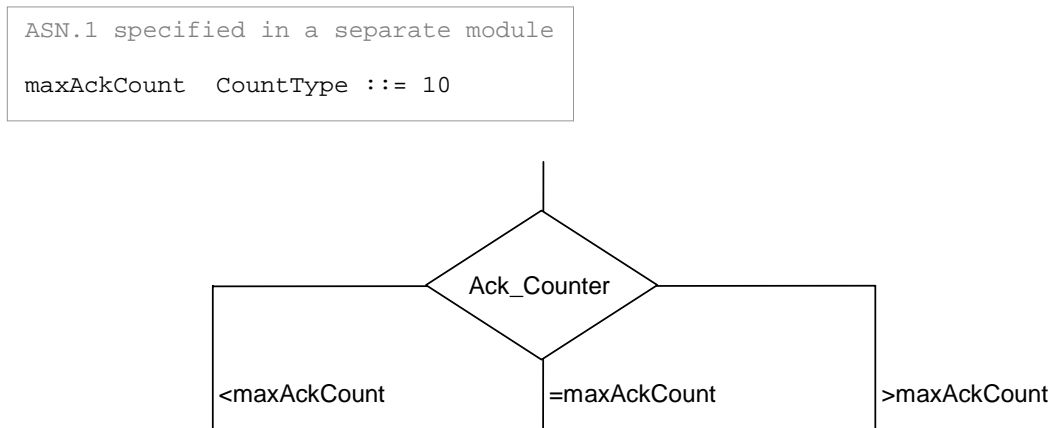 ASN.1 specified in a separate module
maxAckCount  CountType ::= 10
Ack_Counter
<maxAckCount
=maxAckCount
>maxAckCount